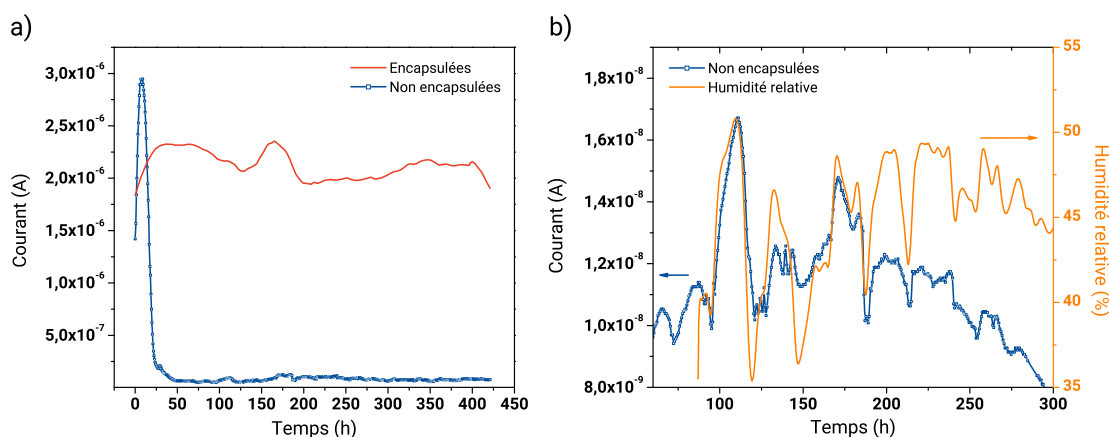 a)
Courant (A)
3,0x10⁻⁶
2,5x10⁻⁶
2,0x10⁻⁶
1,5x10⁻⁶
1,0x10⁻⁶
5,0x10⁻⁷
Encapsulées
Non encapsulées
0 50 100 150 200 250 300 350 400 450
Temps (h)
b)
Courant (A)
1,8x10⁻⁸
1,6x10⁻⁸
1,4x10⁻⁸
1,2x10⁻⁸
1,0x10⁻⁸
8,0x10⁻⁹
Non encapsulées
Humidité relative
100 150 200 250 300
Temps (h)
55
50
45
40
35
Humidité relative (%)